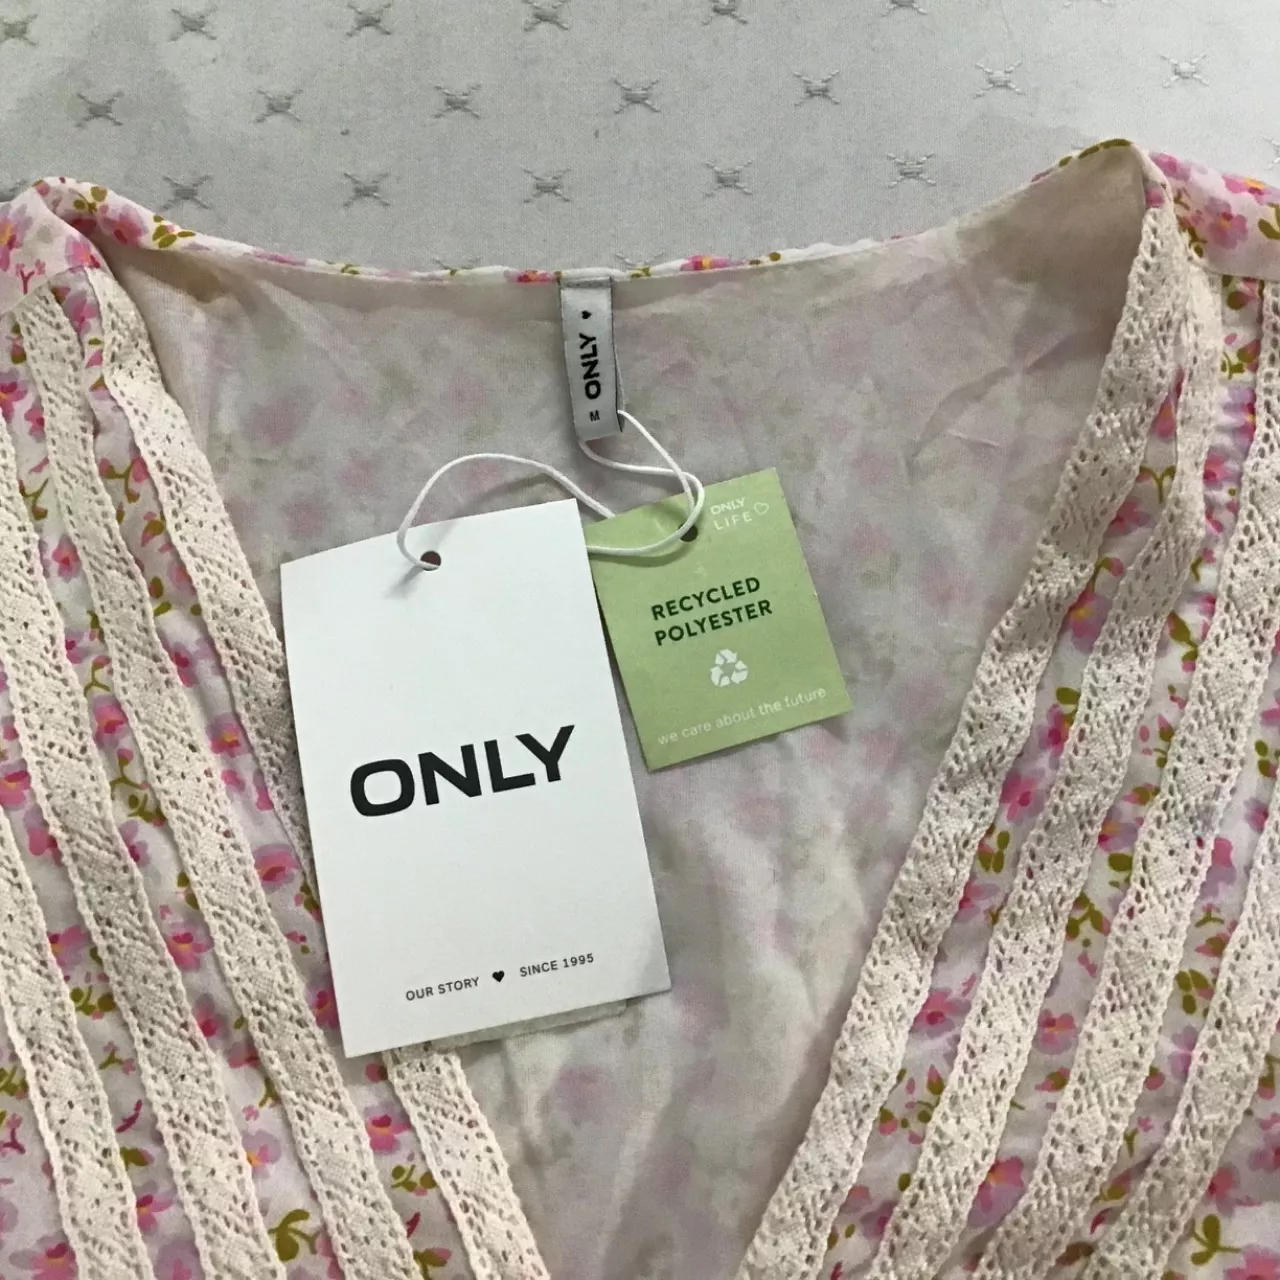 ONLY ♥
M
ONLY
LIFE♡
RECYCLED
POLYESTER
we care about the future
ONLY
OUR STORY ♥ SINCE 1995